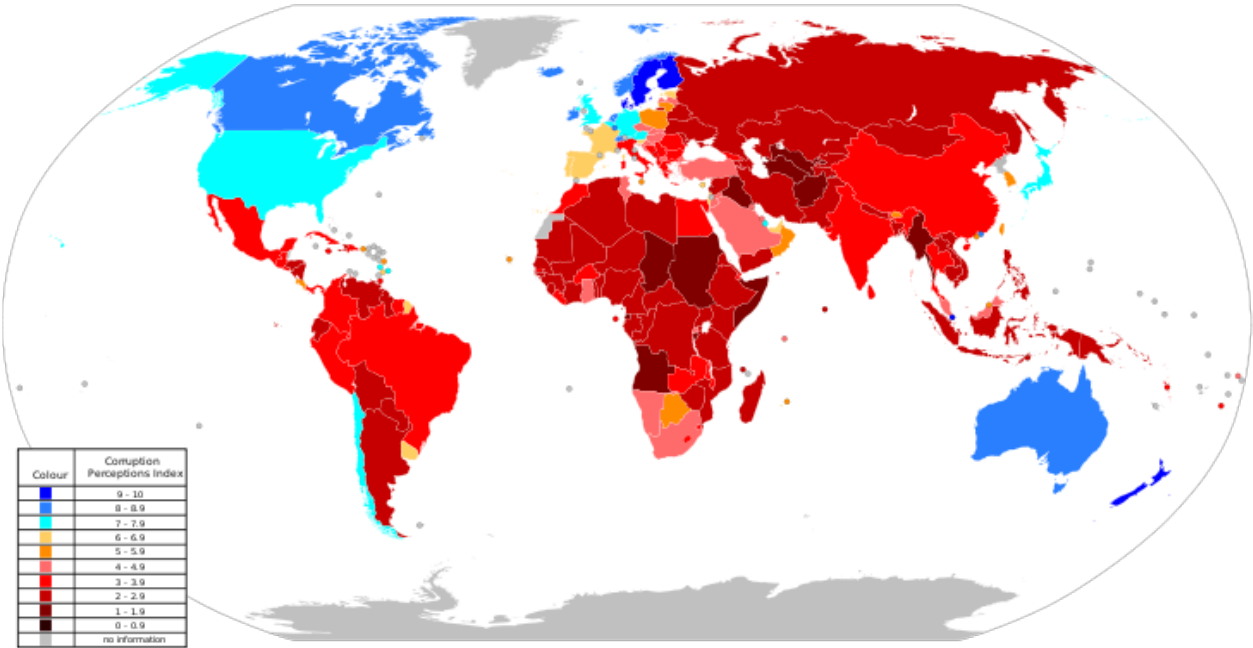 Colour
Corruption
Perceptions Index
9 - 10
8 - 8.9
7 - 7.9
6 - 6.9
5 - 5.9
4 - 4.9
3 - 3.9
2 - 2.9
1 - 1.9
0 - 0.9
no information